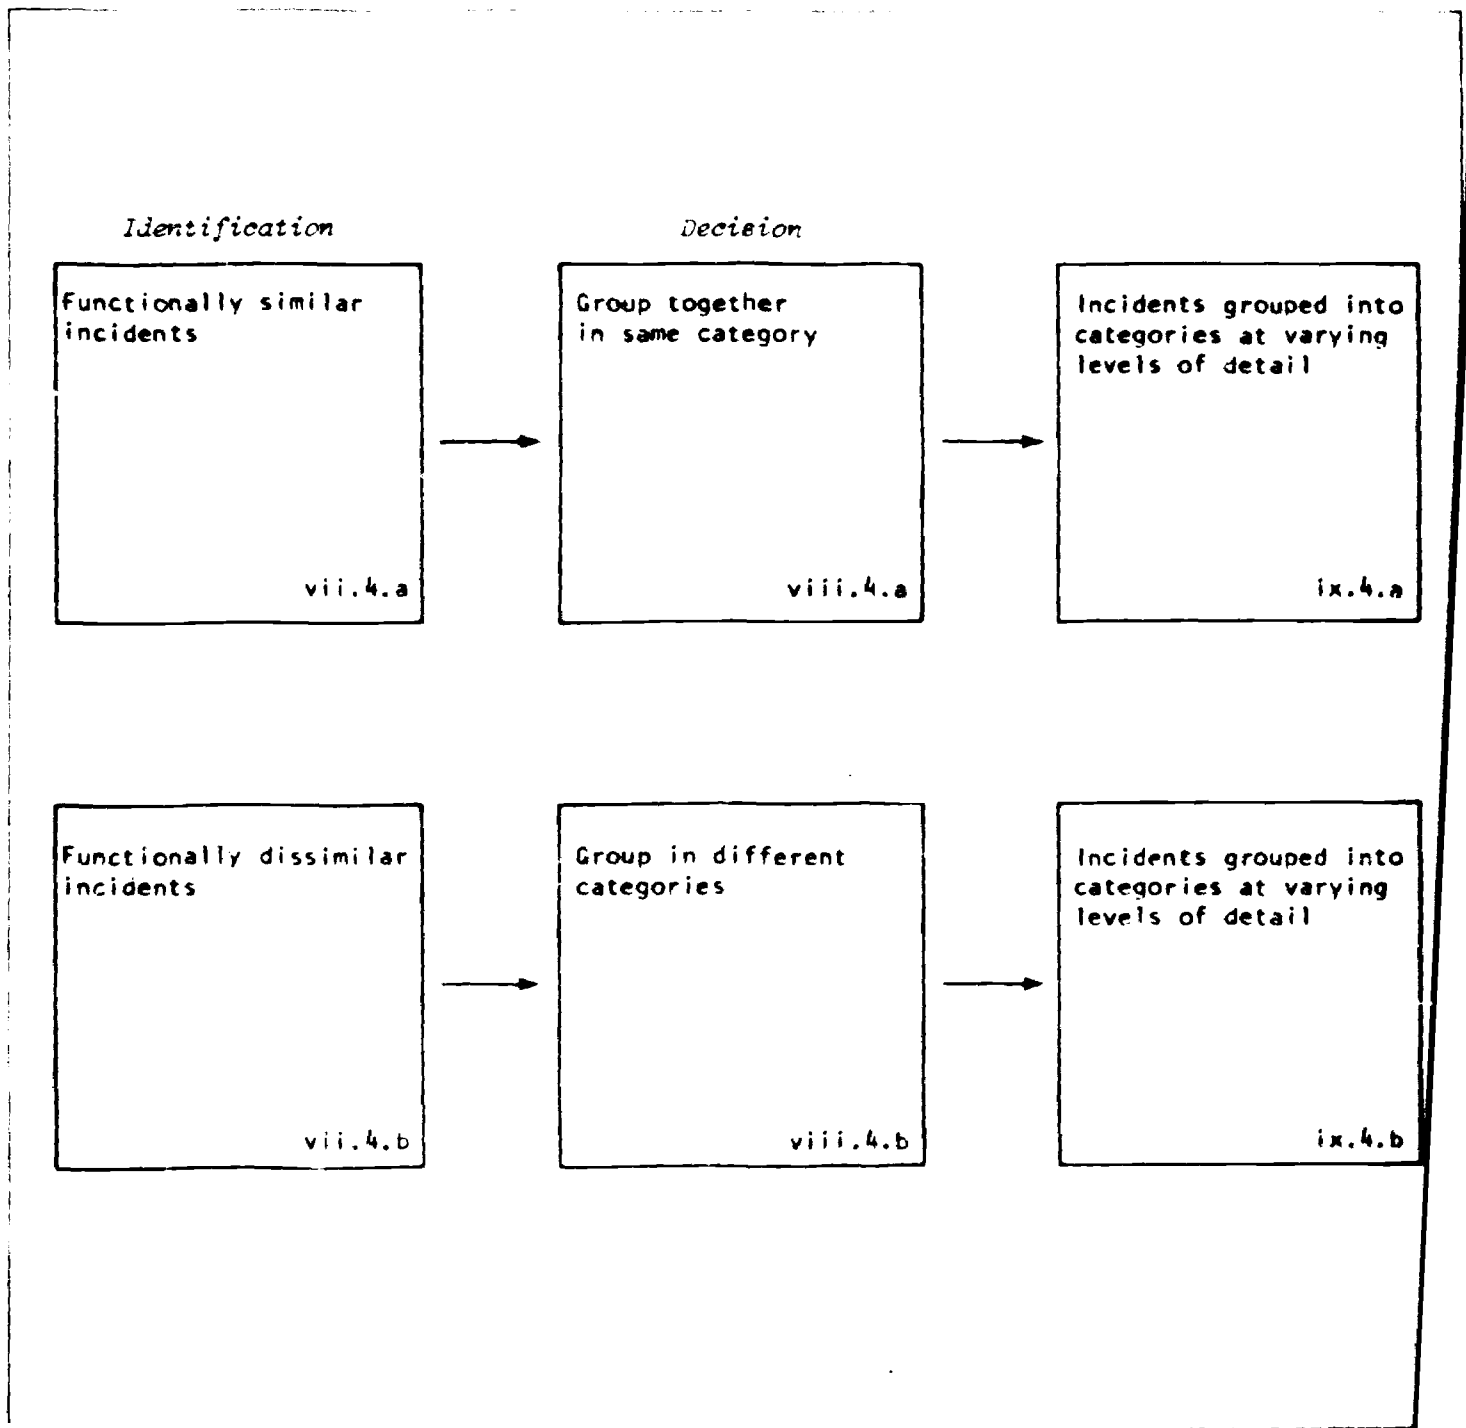 Identification
Decision
Functionally similar
incidents
vii.4.a
Group together
in same category
viii.4.a
Incidents grouped into
categories at varying
levels of detail
ix.4.a
Functionally dissimilar
incidents
vii.4.b
Group in different
categories
viii.4.b
Incidents grouped into
categories at varying
levels of detail
ix.4.b